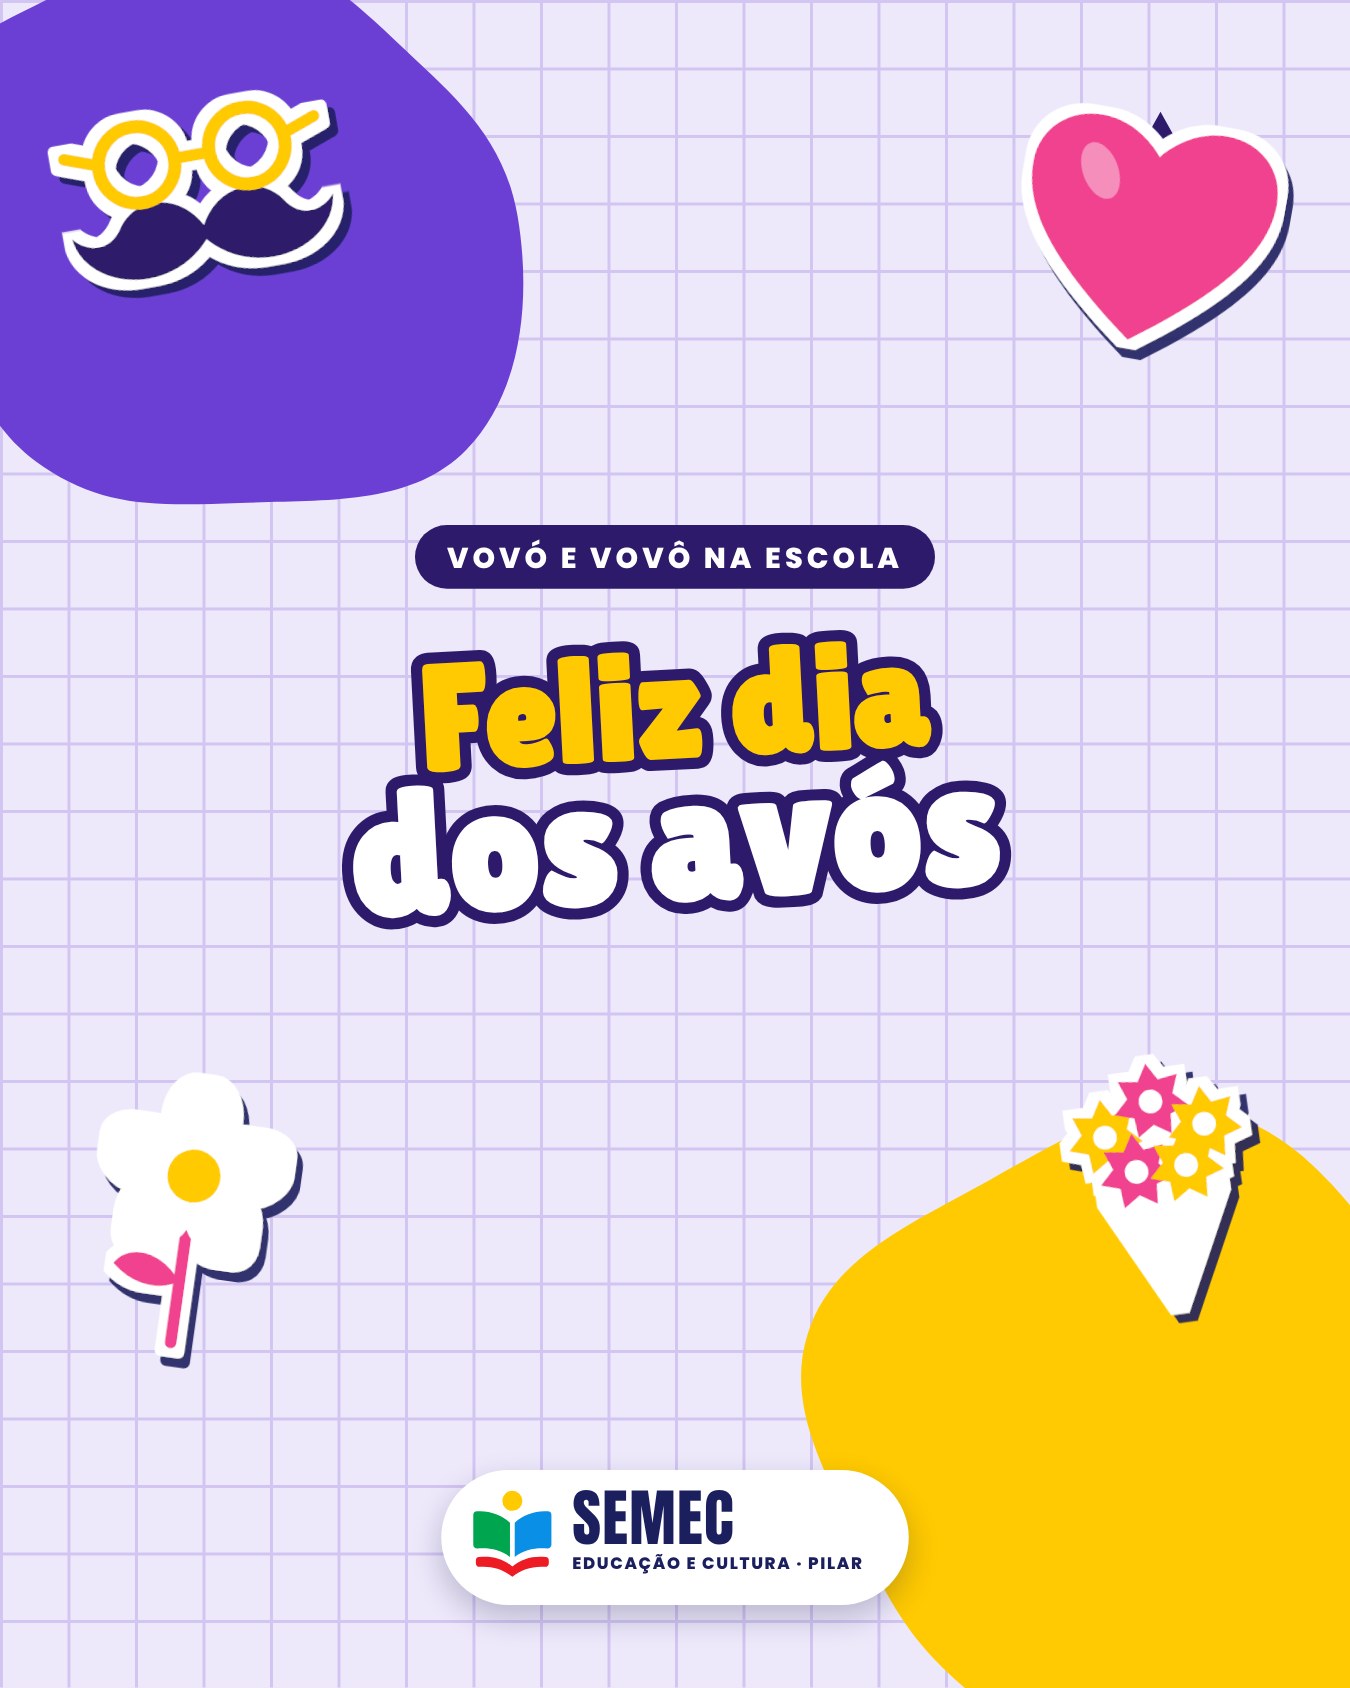 VOVÓ E VOVÔ NA ESCOLA
Feliz dia
dos avós
SEMEC
EDUCAÇÃO E CULTURA · PILAR